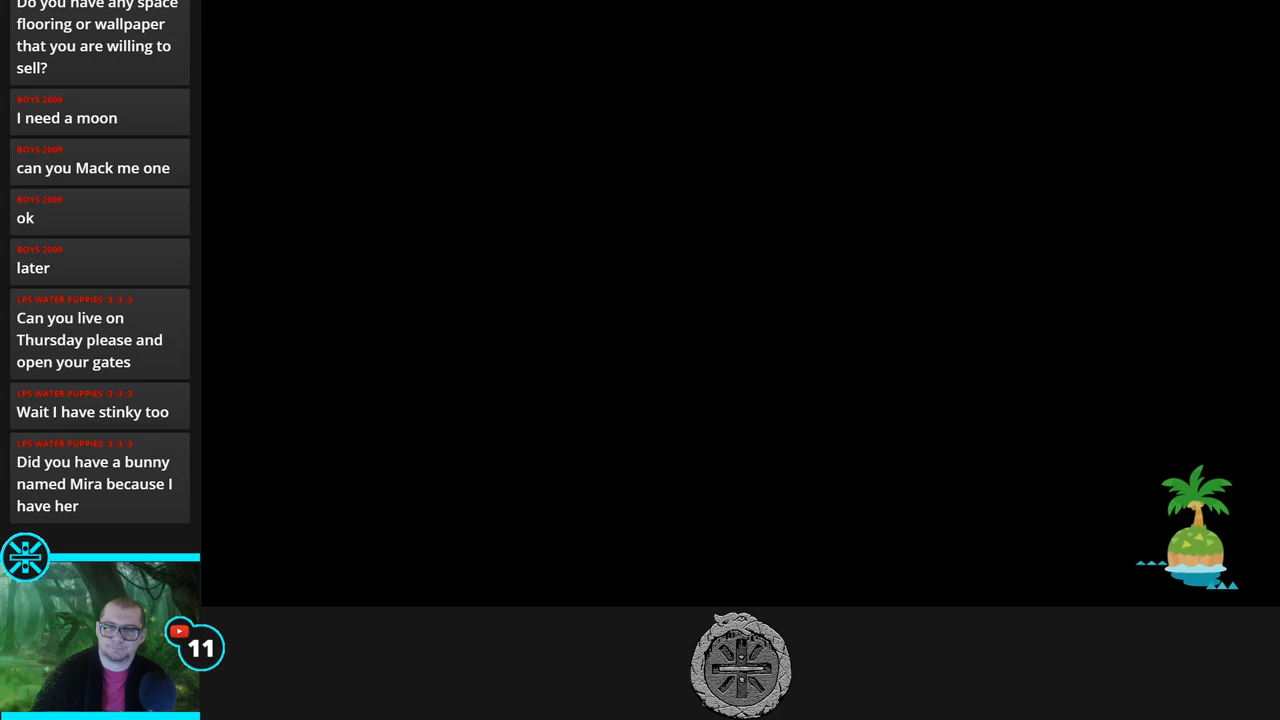 Do you have any space
flooring or wallpaper
that you are willing to
sell?
BOYS 2009
I need a moon
BOYS 2009
can you Mack me one
BOYS 2009
ok
BOYS 2009
later
LPS WATER PUPPIES :3 :3 :3
Can you live on
Thursday please and
open your gates
LPS WATER PUPPIES :3 :3 :3
Wait I have stinky too
LPS WATER PUPPIES :3 :3 :3
Did you have a bunny
named Mira because I
have her
11